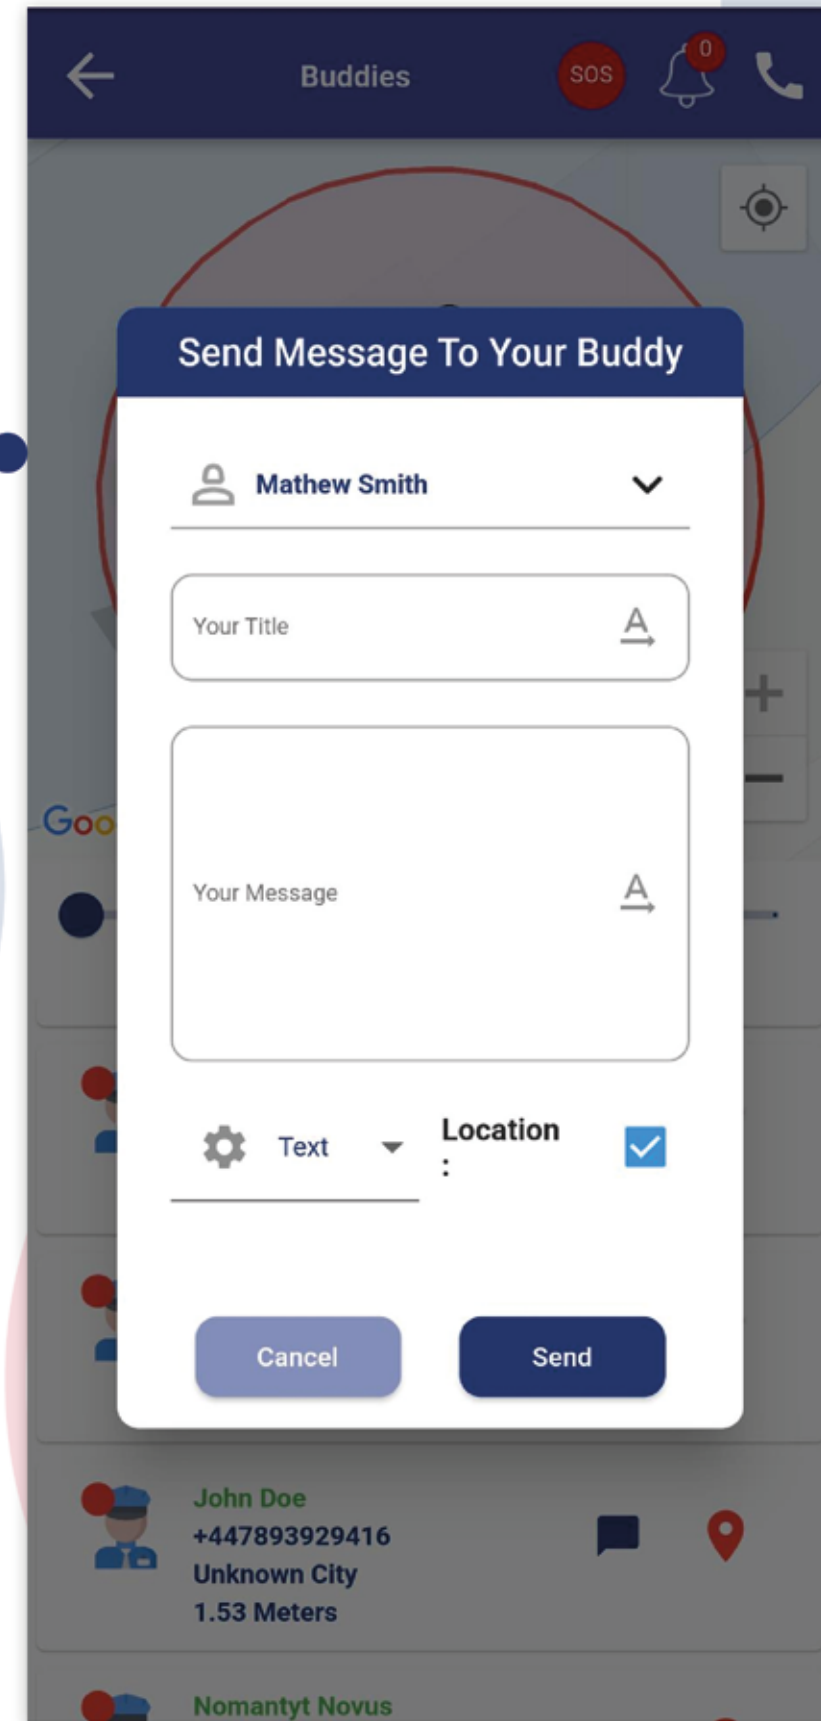 Buddies
SOS
0
Send Message To Your Buddy
Mathew Smith
Your Title
A
Your Message
A
Goo
Text
Location
:
Cancel
Send
John Doe
+447893929416
Unknown City
1.53 Meters
Nomantyt Novus